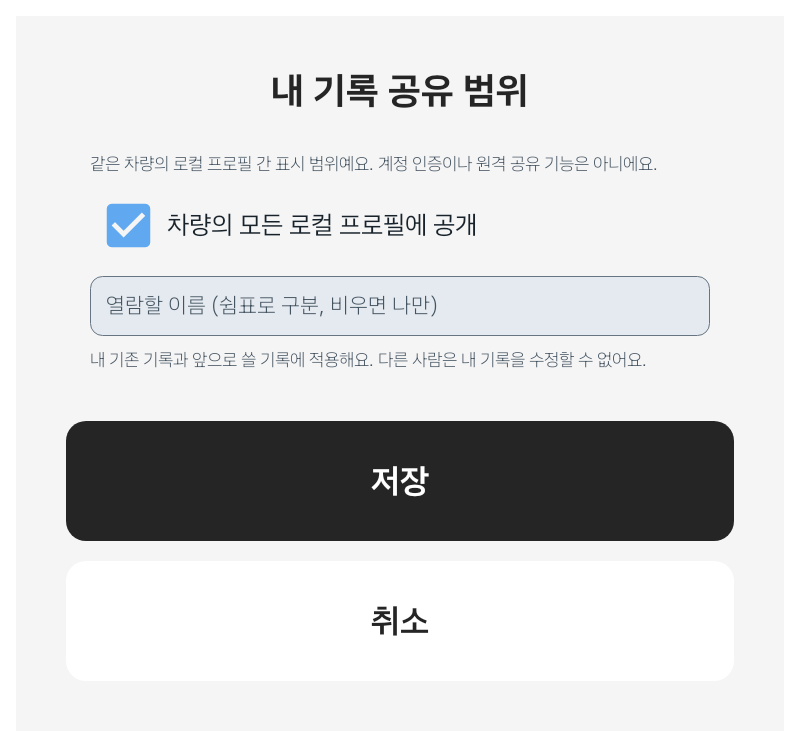 내 기록 공유 범위
같은 차량의 로컬 프로필 간 표시 범위예요. 계정 인증이나 원격 공유 기능은 아니에요.
차량의 모든 로컬 프로필에 공개
열람할 이름 (쉼표로 구분, 비우면 나만)
내 기존 기록과 앞으로 쓸 기록에 적용해요. 다른 사람은 내 기록을 수정할 수 없어요.
저장
취소